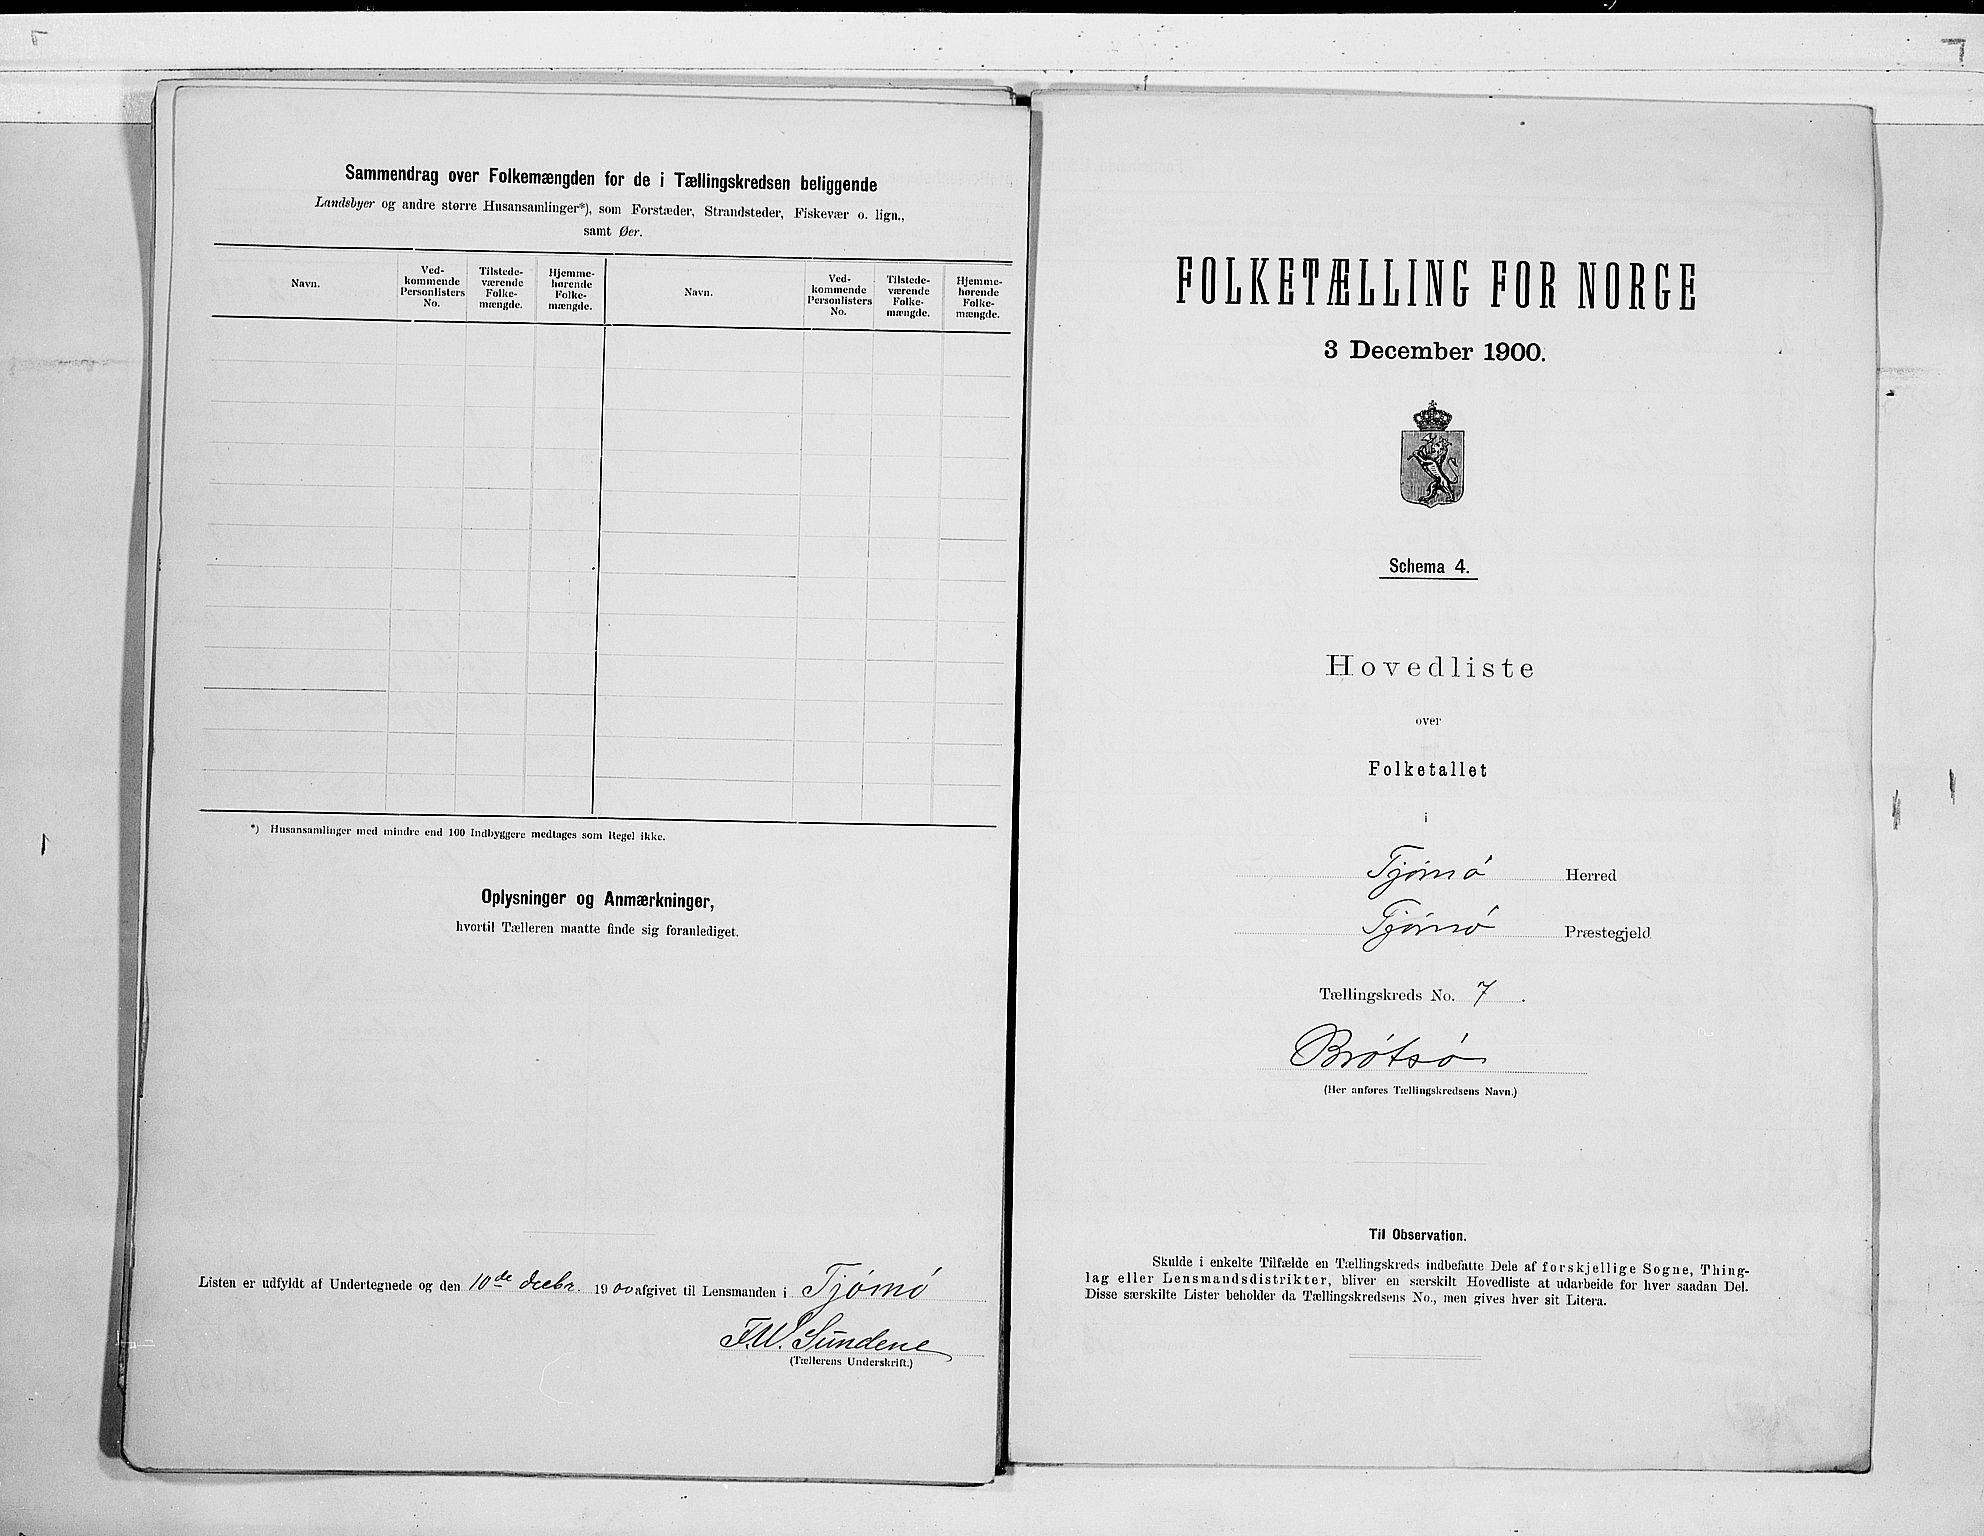 Sammendrag over Folkemængden for de i Tællingskredsen beliggende
Landsbyer og andre større Husansamlinger*), som Forstæder, Strandsteder, Fiskevær o. lign.,
samt Øer.
Navn.
Ved-
kommende
Personlisters
No.
Tilstede-
værende
Folke-
mængde.
Hjemme-
hørende
Folke-
mængde.
Navn.
Ved-
kommende
Personlisters
No.
Tilstede-
værende
Folke-
mængde.
Hjemme-
hørende
Folke-
mængde.
*) Husansamlinger med mindre end 100 Indbyggere medtages som Regel ikke.
Oplysninger og Anmærkninger,
hvortil Tælleren maatte finde sig foranlediget.
Listen er udfyldt af Undertegnede og den 10de decbr. 1900 afgivet til Lensmanden i Tjømø
F.W. Sundene
(Tællerens Underskrift.)
FOLKETÆLLING FOR NORGE
3 December 1900.
Schema 4.
Hovedliste
over
Folketallet
i
Tjømø Herred
Tjømø Præstegjeld
Tællingskreds No. 7.
Brøtsø
(Her anføres Tællingskredsens Navn.)
Til Observation.
Skulde i enkelte Tilfælde en Tællingskreds indbefatte Dele af forskjellige Sogne, Thing-
lag eller Lensmandsdistrikter, bliver en særskilt Hovedliste at udarbeide for hver saadan Del.
Disse særskilte Lister beholder da Tællingskredsens No., men gives hver sit Litera.